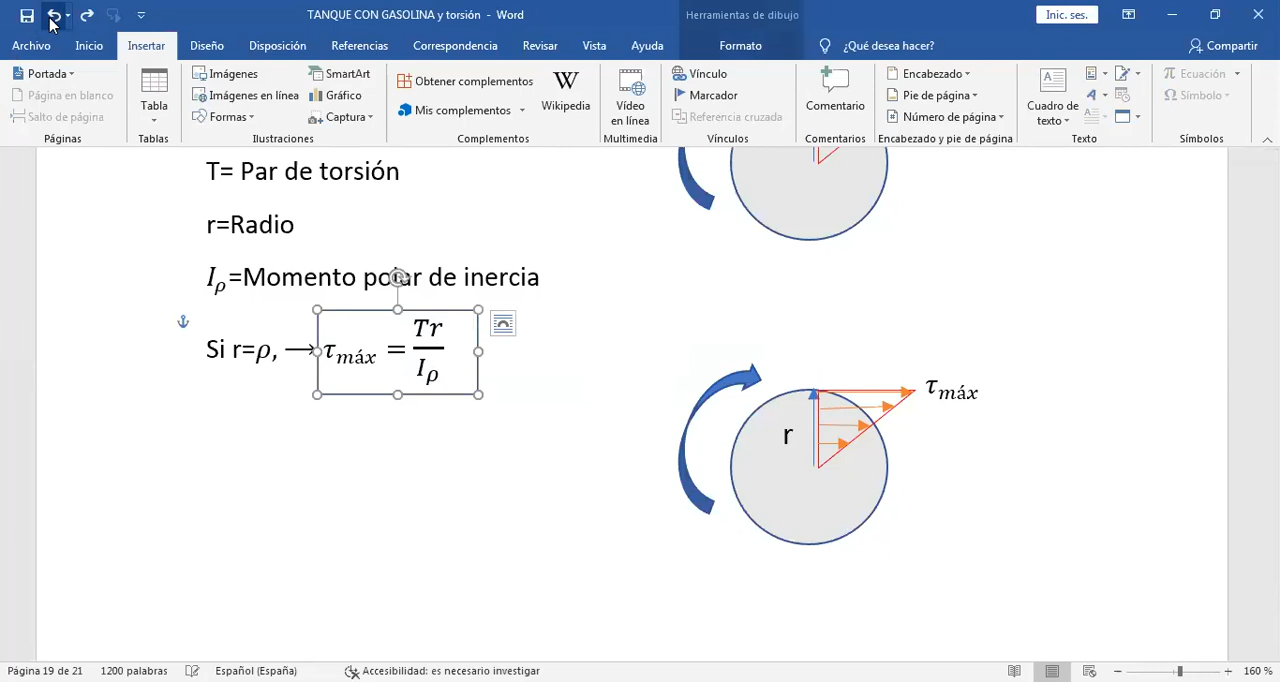 TANQUE CON GASOLINA y torsión - Word
Herramientas de dibujo
Inic. ses.
Archivo Inicio Insertar Diseño Disposición Referencias Correspondencia Revisar Vista Ayuda Formato ¿Qué desea hacer? Compartir
Portada
Página en blanco
Salto de página
Páginas
Tabla
Tablas
Imágenes
Imágenes en línea
Formas
SmartArt
Gráfico
Captura
Ilustraciones
Obtener complementos
Mis complementos
W
Wikipedia
Complementos
Vídeo
en línea
Multimedia
Vínculo
Marcador
Referencia cruzada
Vínculos
Comentario
Comentarios
Encabezado
Pie de página
Número de página
Encabezado y pie de página
Cuadro de
texto
Texto
π Ecuación
Ω Símbolo
Símbolos
T= Par de torsión
r=Radio
Iρ=Momento polar de inercia
Si r=ρ, → τmáx = Tr/Iρ
τmáx
r
Página 19 de 21 1200 palabras Español (España) Accesibilidad: es necesario investigar 160 %